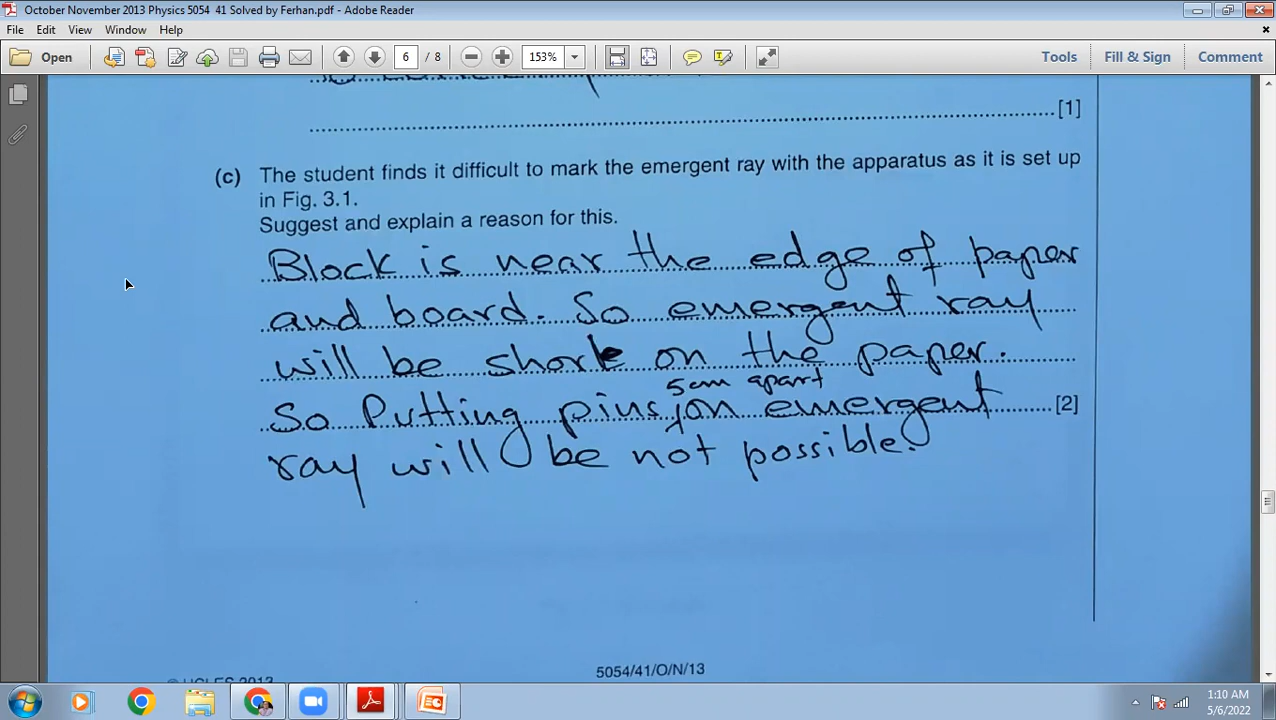 October November 2013 Physics 5054 41 Solved by Ferhan.pdf - Adobe Reader
File Edit View Window Help
Open 6 / 8 153% Tools Fill & Sign Comment
[1]
(c) The student finds it difficult to mark the emergent ray with the apparatus as it is set up
in Fig. 3.1.
Suggest and explain a reason for this.
Block is near the edge of paper
and board. So emergent ray
will be short on the paper.
5cm apart
So Putting pins on emergent [2]
ray will be not possible.
5054/41/O/N/13
1:10 AM
5/6/2022